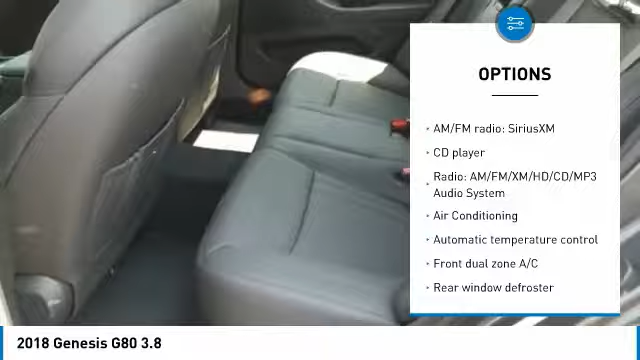 OPTIONS
AM/FM radio: SiriusXM
CD player
Radio: AM/FM/XM/HD/CD/MP3
Audio System
Air Conditioning
Automatic temperature control
Front dual zone A/C
Rear window defroster
2018 Genesis G80 3.8